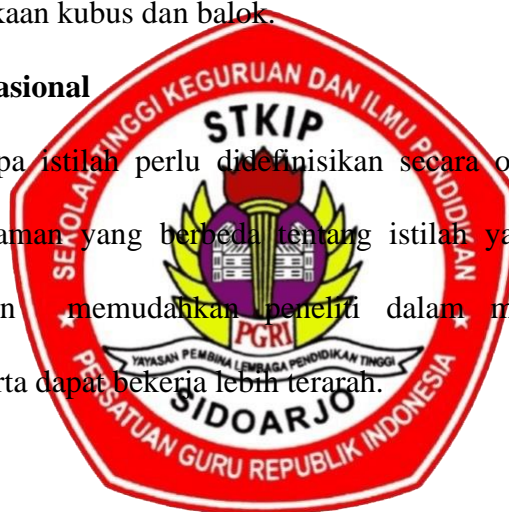 kaan kubus dan balok.
asional
pa istilah perlu didefinisikan secara o
aman yang berbeda tentang istilah ya
n memudahkan peneliti dalam m
rta dapat bekerja lebih terarah.
SEKOLAH TINGGI KEGURUAN DAN ILMU PENDIDIKAN
STKIP
PGRI
YAYASAN PEMBINA LEMBAGA PENDIDIKAN TINGGI
SIDOARJO
PERSATUAN GURU REPUBLIK INDONESIA